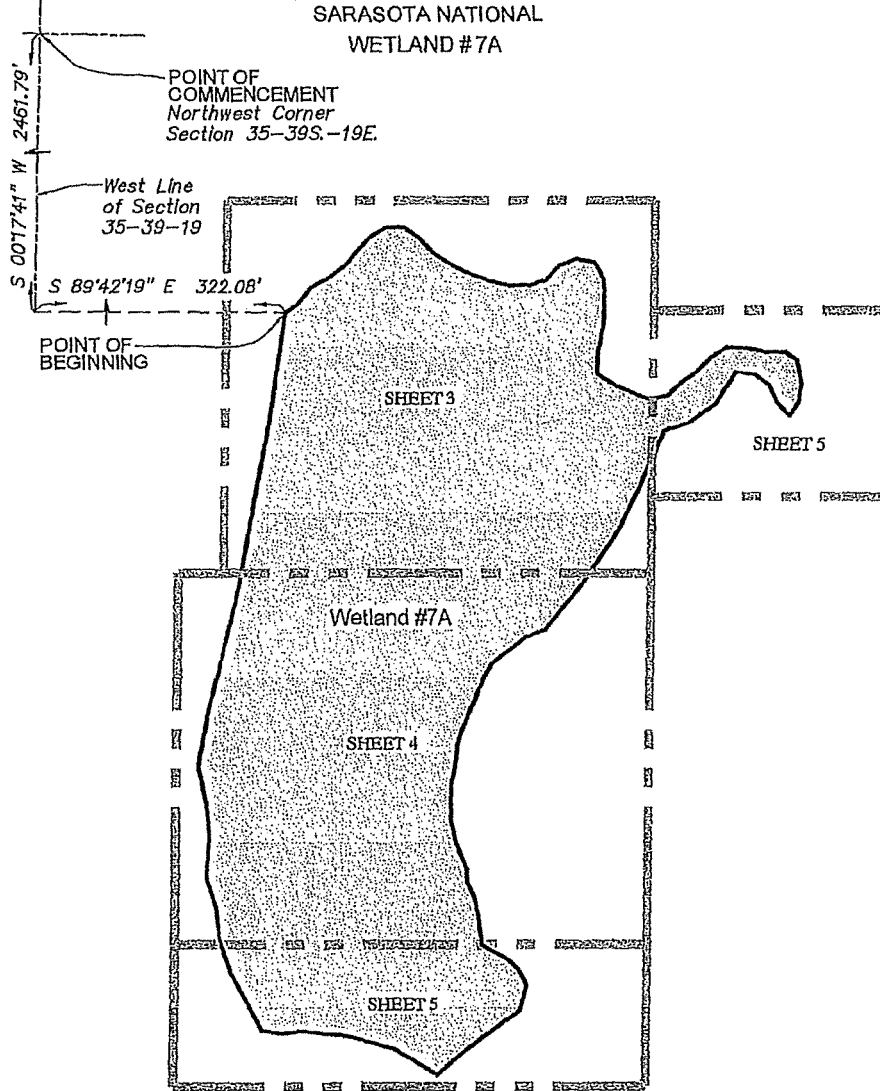 SARASOTA NATIONAL
WETLAND #7A
POINT OF
COMMENCEMENT
Northwest Corner
Section 35-39S.-19E.
S 00°17'41" W 2461.79'
West Line
of Section
35-39-19
S 89°42'19" E 322.08'
POINT OF
BEGINNING
SHEET 3
SHEET 5
Wetland #7A
SHEET 4
SHEET 5